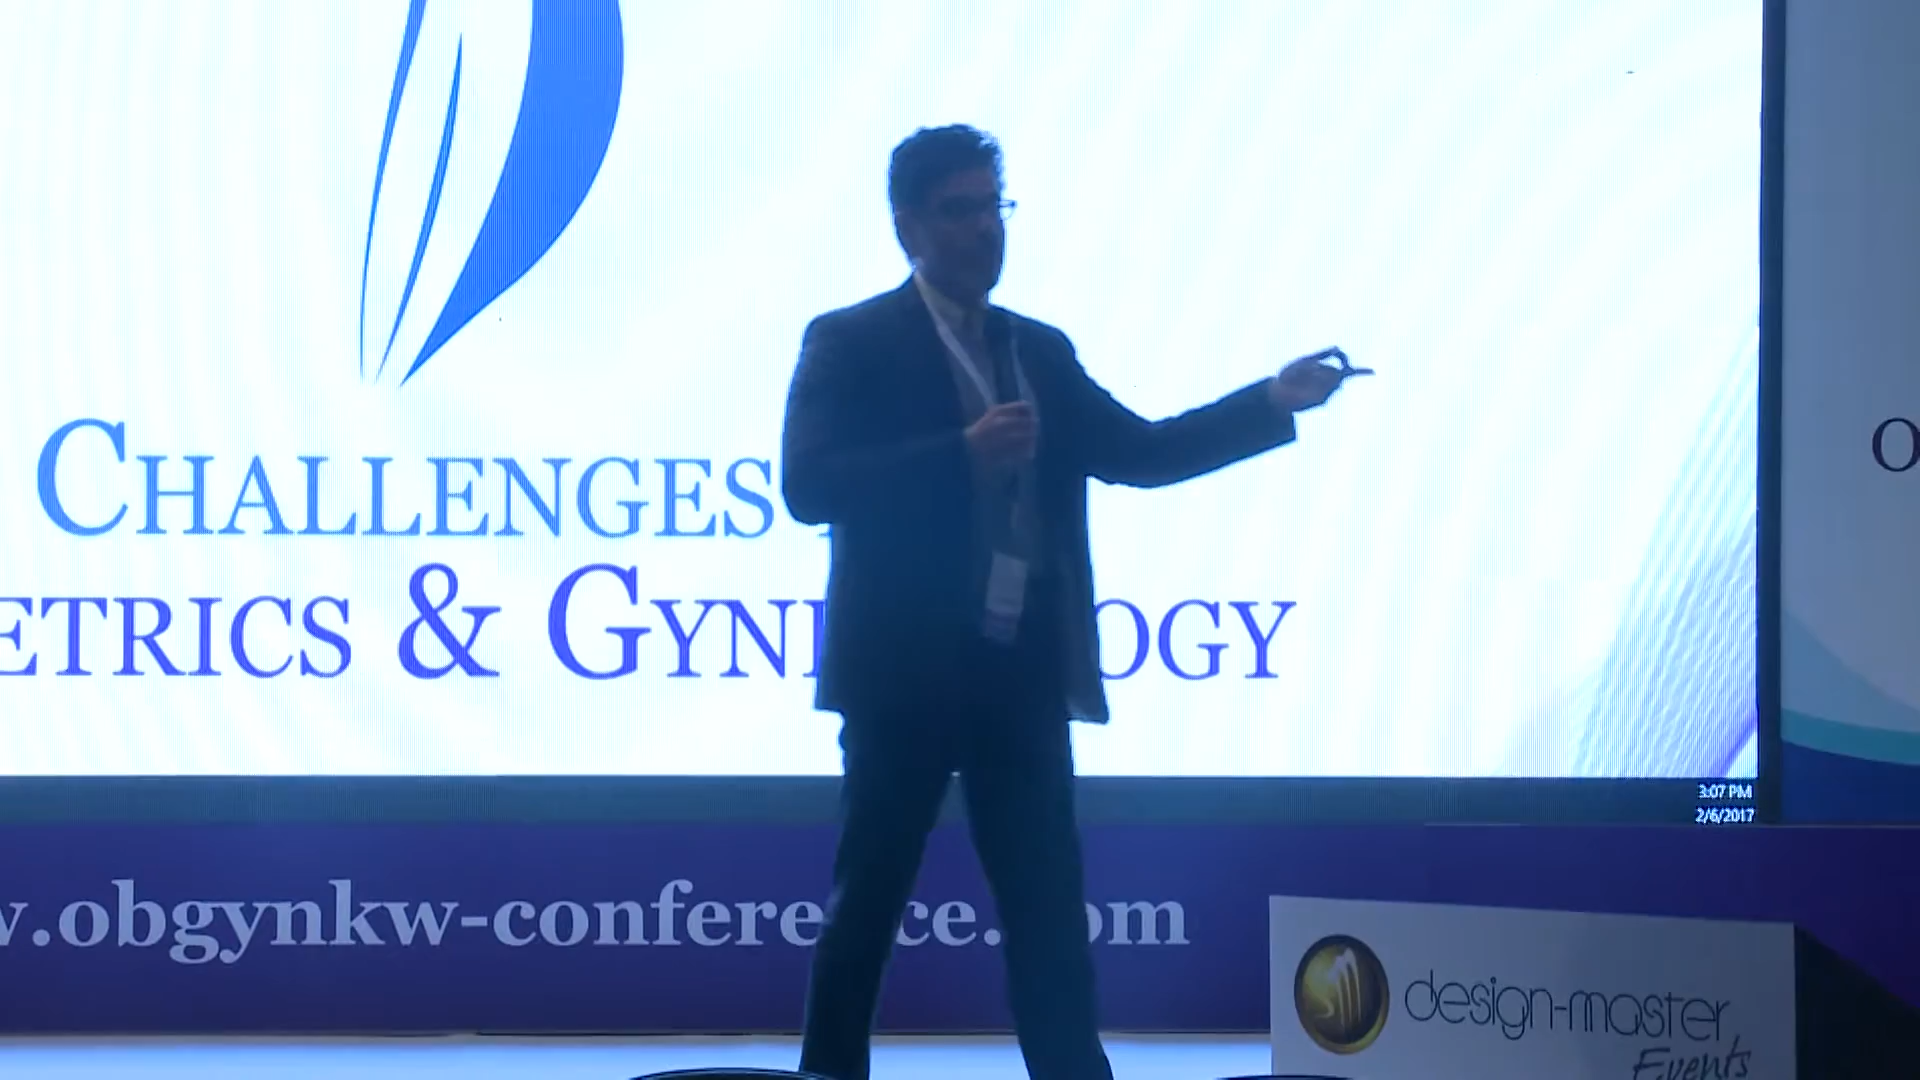 CHALLENGES
ETRICS & GYN OGY
O
3:07 PM
2/6/2017
w.obgynkw-confere ce. om
design-master
Events